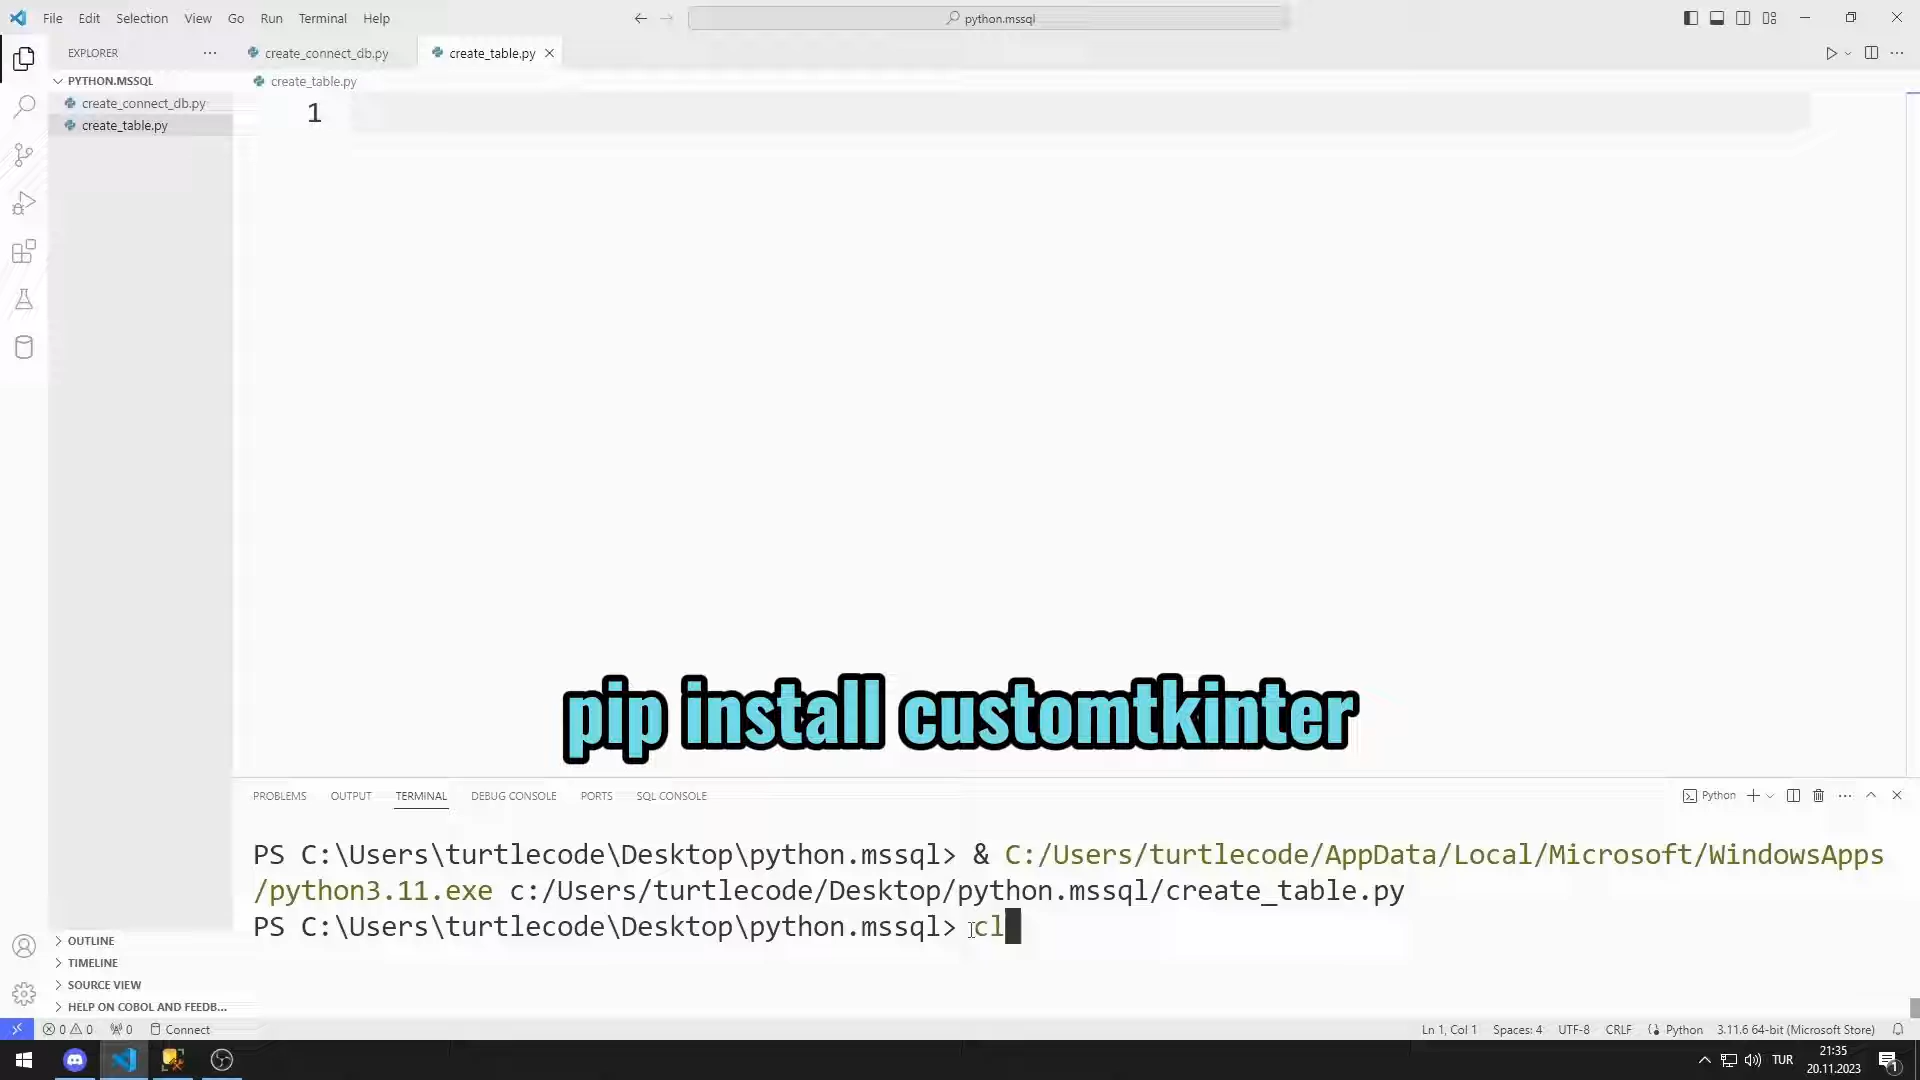 File Edit Selection View Go Run Terminal Help
python.mssql
EXPLORER
create_connect_db.py
create_table.py
PYTHON.MSSQL
create_table.py
create_connect_db.py
create_table.py
1
pip install customtkinter
PROBLEMS OUTPUT TERMINAL DEBUG CONSOLE PORTS SQL CONSOLE
Python
PS C:\Users\turtlecode\Desktop\python.mssql> & C:/Users/turtlecode/AppData/Local/Microsoft/WindowsApps
/python3.11.exe c:/Users/turtlecode/Desktop/python.mssql/create_table.py
PS C:\Users\turtlecode\Desktop\python.mssql> cl
OUTLINE
TIMELINE
SOURCE VIEW
HELP ON COBOL AND FEEDB...
0 0 0 Connect
Ln 1, Col 1 Spaces: 4 UTF-8 CRLF Python 3.11.6 64-bit (Microsoft Store)
TUR
21:35
20.11.2023
1